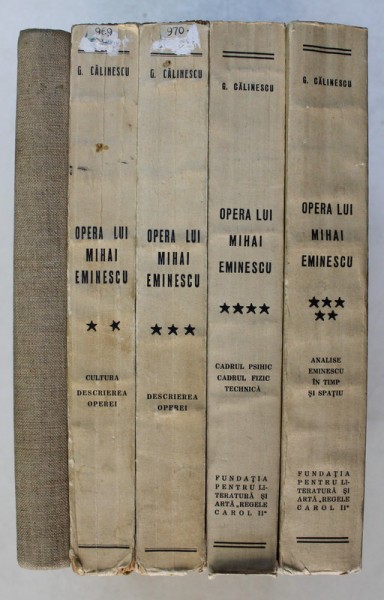 969
G. CĂLINESCU
OPERA LUI
MIHAI
EMINESCU
★ ★
CULTURA
DESCRIEREA
OPEREI
970
G. CĂLINESCU
OPERA LUI
MIHAI
EMINESCU
★★★
DESCRIEREA
OPEREI
G. CĂLINESCU
OPERA LUI
MIHAI
EMINESCU
★★★★
CADRUL PSIHIC
CADRUL FIZIC
TECHNICA
FUNDAȚIA
PENTRU LI-
TERATURĂ ȘI
ARTĂ „REGELE
CAROL II"
G. CĂLINESCU
OPERA LUI
MIHAI
EMINESCU
★★★
★★
ANALISE
EMINESCU
ÎN TIMP
ȘI SPAȚIU
FUNDAȚIA
PENTRU LI-
TERATURĂ ȘI
ARTĂ „REGELE
CAROL II"